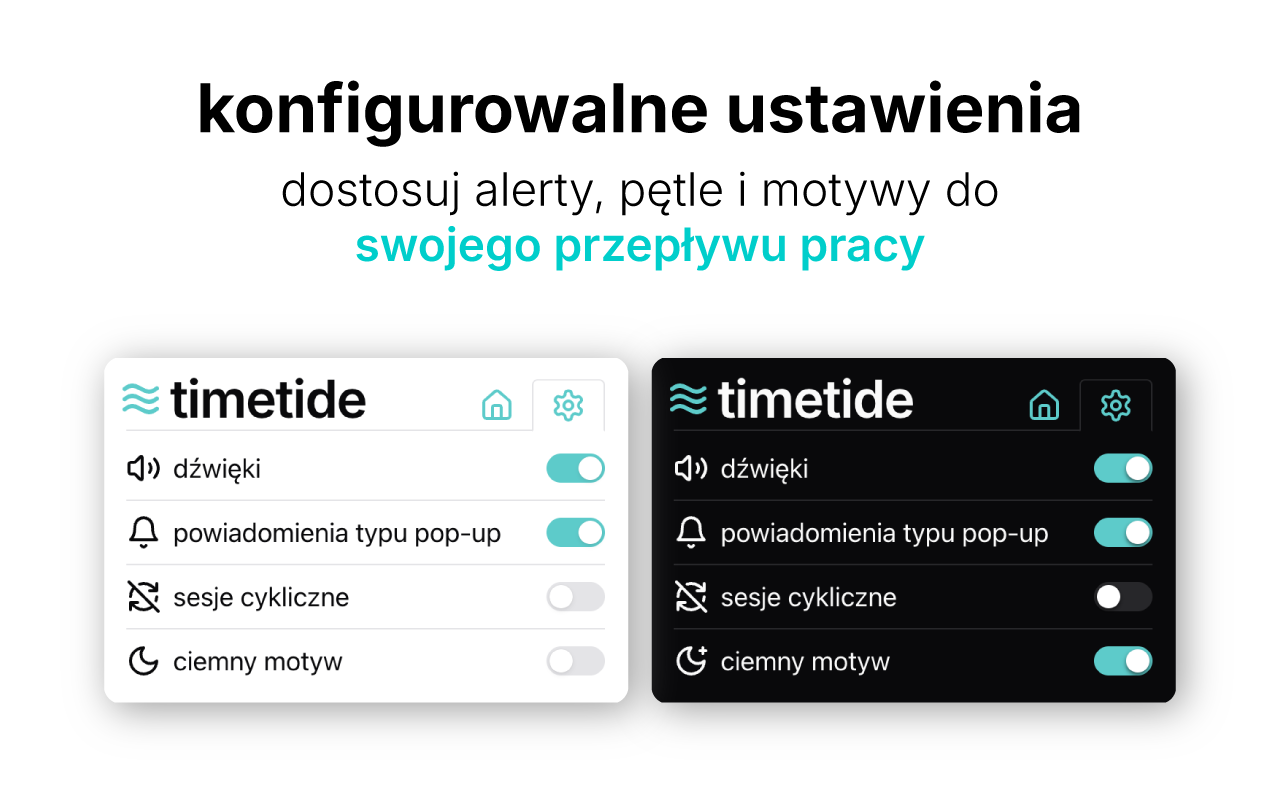 konfigurowalne ustawienia
dostosuj alerty, pętle i motywy do
swojego przepływu pracy
timetide
dźwięki
powiadomienia typu pop-up
sesje cykliczne
ciemny motyw
timetide
dźwięki
powiadomienia typu pop-up
sesje cykliczne
ciemny motyw